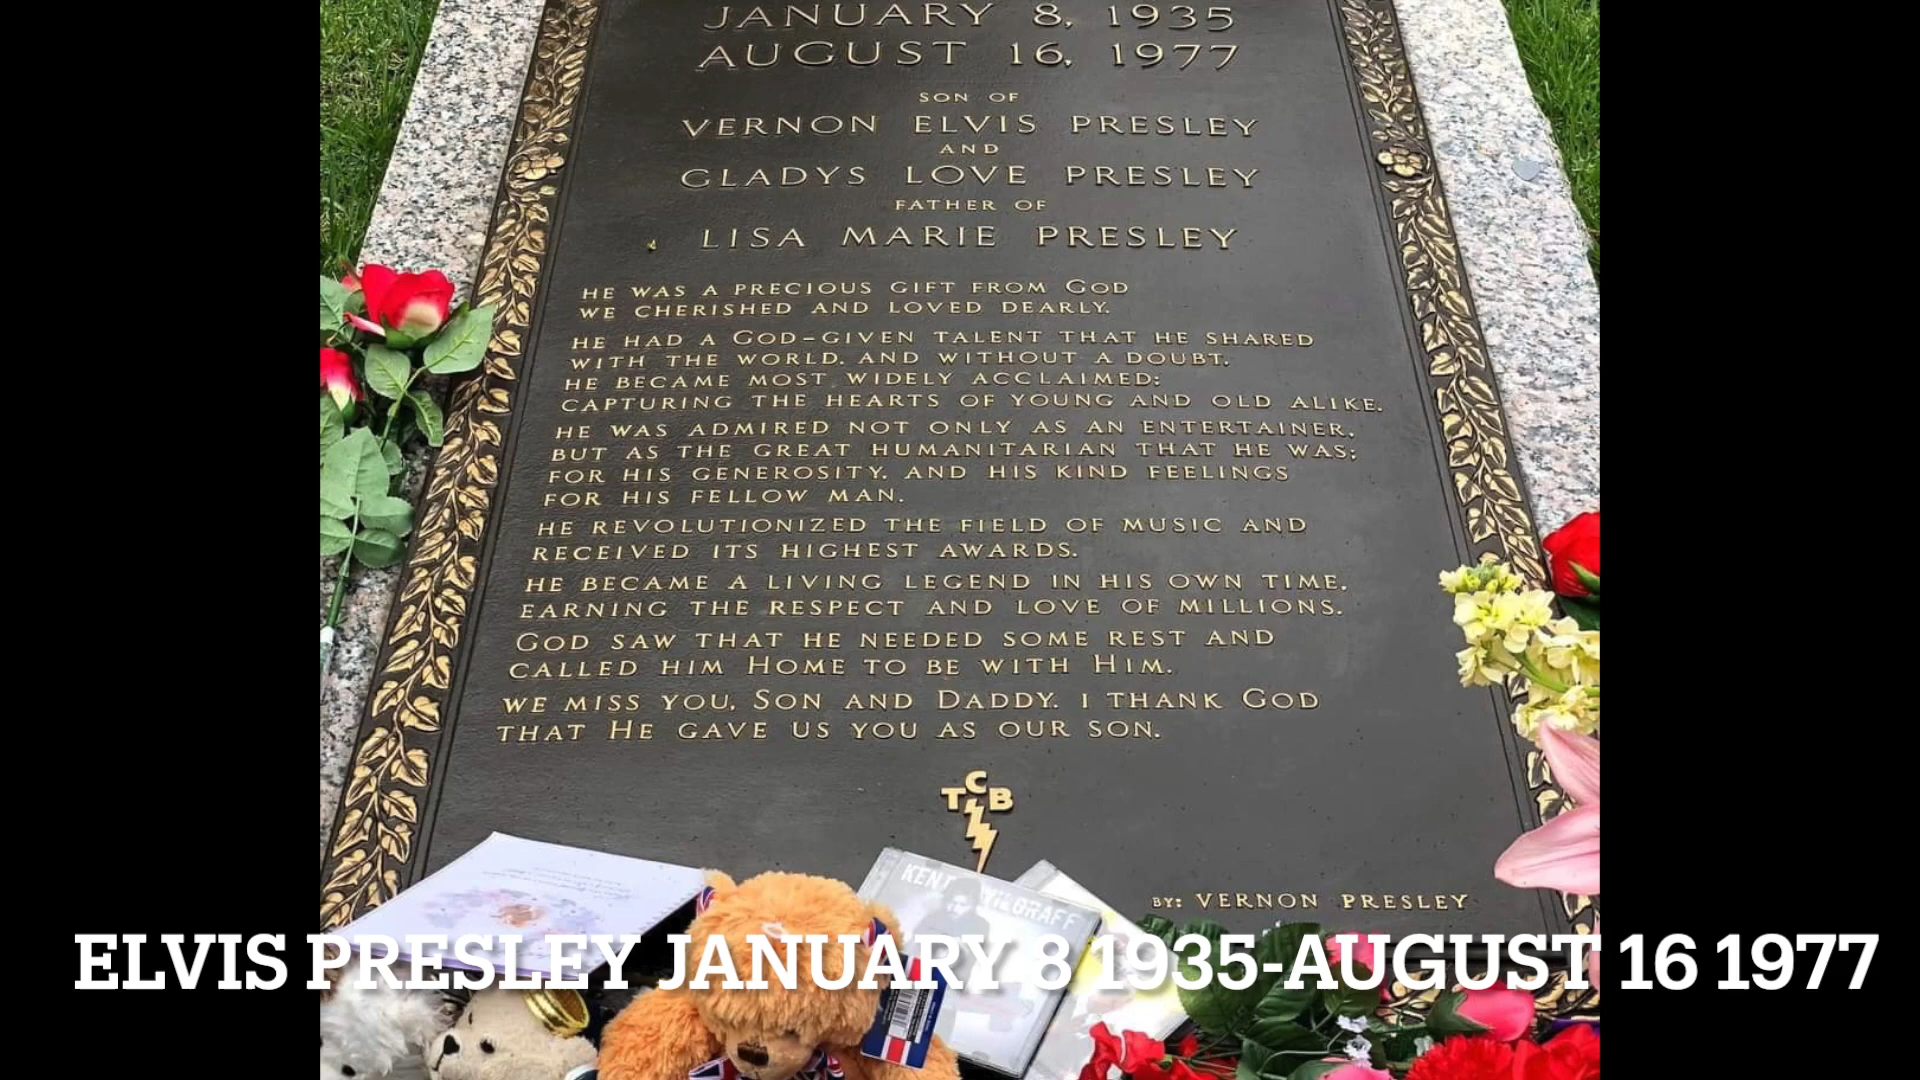 JANUARY 8, 1935
AUGUST 16, 1977
SON OF
VERNON ELVIS PRESLEY
AND
GLADYS LOVE PRESLEY
FATHER OF
LISA MARIE PRESLEY
HE WAS A PRECIOUS GIFT FROM GOD
WE CHERISHED AND LOVED DEARLY.
HE HAD A GOD-GIVEN TALENT THAT HE SHARED
WITH THE WORLD. AND WITHOUT A DOUBT,
HE BECAME MOST WIDELY ACCLAIMED;
CAPTURING THE HEARTS OF YOUNG AND OLD ALIKE.
HE WAS ADMIRED NOT ONLY AS AN ENTERTAINER,
BUT AS THE GREAT HUMANITARIAN THAT HE WAS;
FOR HIS GENEROSITY, AND HIS KIND FEELINGS
FOR HIS FELLOW MAN.
HE REVOLUTIONIZED THE FIELD OF MUSIC AND
RECEIVED ITS HIGHEST AWARDS.
HE BECAME A LIVING LEGEND IN HIS OWN TIME,
EARNING THE RESPECT AND LOVE OF MILLIONS.
GOD SAW THAT HE NEEDED SOME REST AND
CALLED HIM HOME TO BE WITH HIM.
WE MISS YOU, SON AND DADDY. I THANK GOD
THAT HE GAVE US YOU AS OUR SON.
TCB
BY: VERNON PRESLEY
KENT WILGRAFF
ELVIS PRESLEY JANUARY 8 1935-AUGUST 16 1977